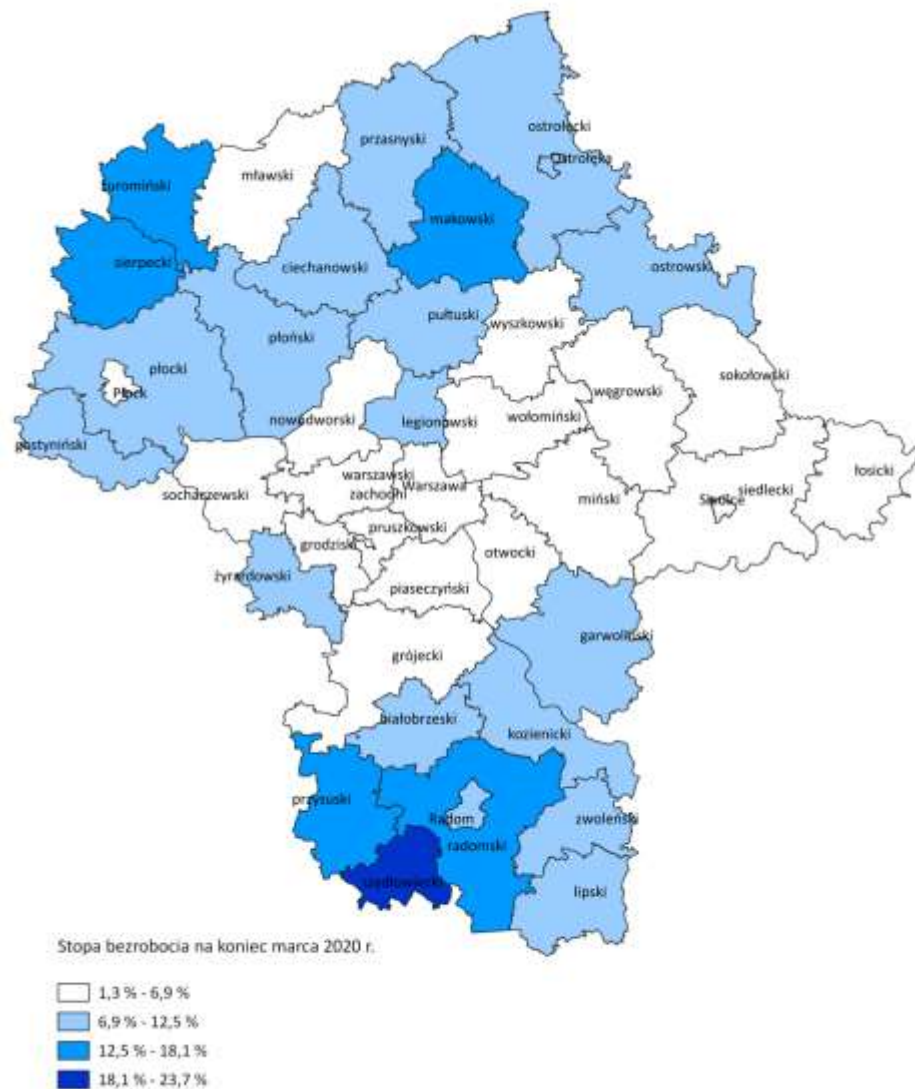 ostrołęcki
przasnyski
Ostrołęka
mławski
żuromiński
makowski
sierpecki
ciechanowski
ostrowski
pułtuski
wyszkowski
płoński
płocki
sokołowski
węgrowski
Płock
nowodworski
legionowski
wołomiński
gostyniński
łosicki
warszawski
zachodni
Warszawa
miński
siedlecki
Siedlce
sochaczewski
pruszkowski
grodziski
otwocki
żyrardowski
piaseczyński
garwoliński
grójecki
białobrzeski
kozienicki
przysuski
Radom
zwoleński
radomski
szydłowiecki
lipski
Stopa bezrobocia na koniec marca 2020 r.
1,3 % - 6,9 %
6,9 % - 12,5 %
12,5 % - 18,1 %
18,1 % - 23,7 %